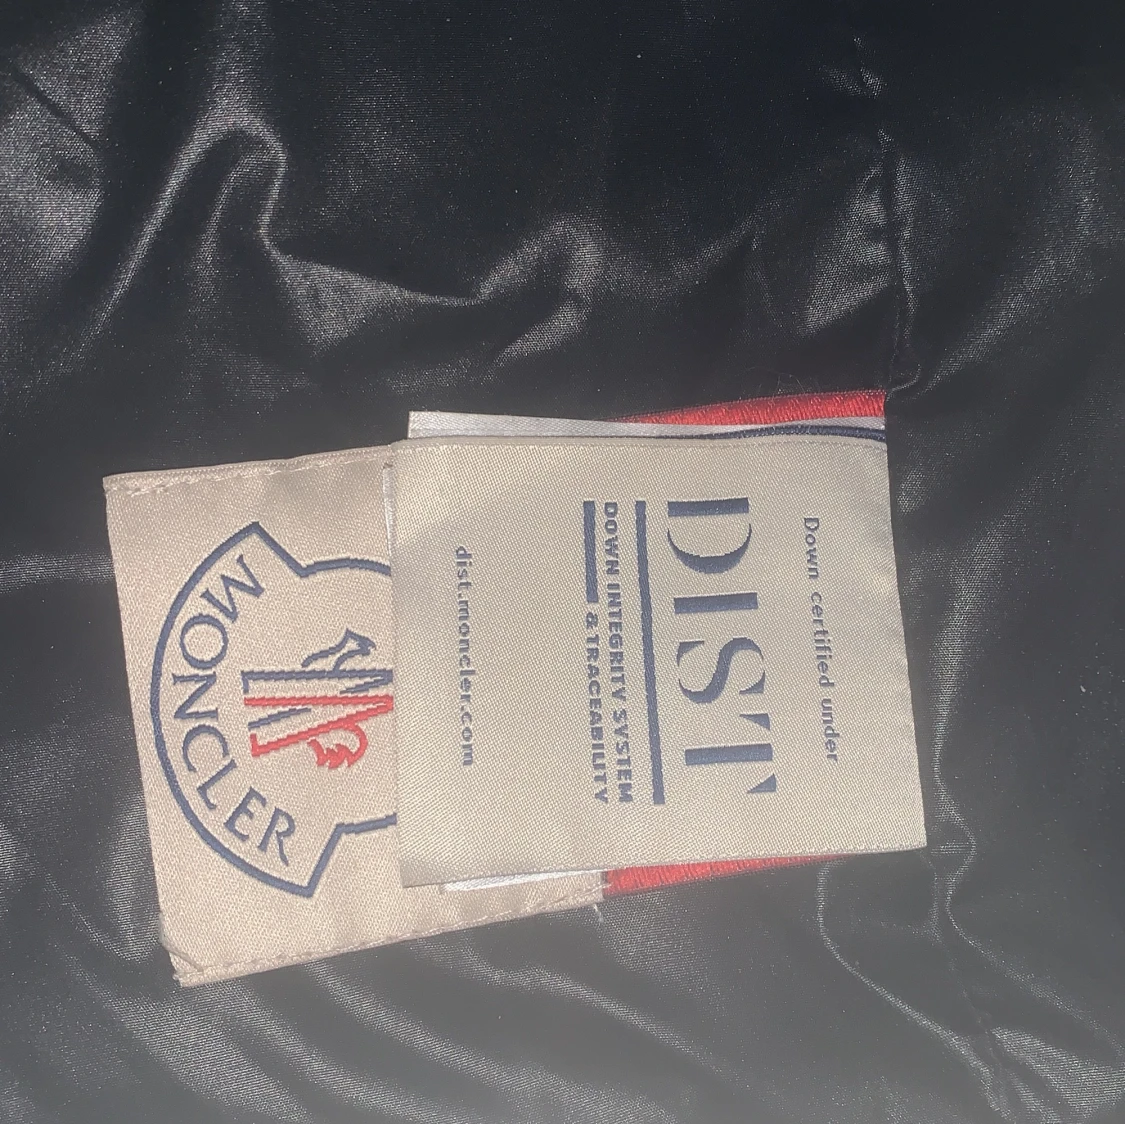 MONCLER
Down certified under
DIST
DOWN INTEGRITY SYSTEM
& TRACEABILITY
dist.moncler.com